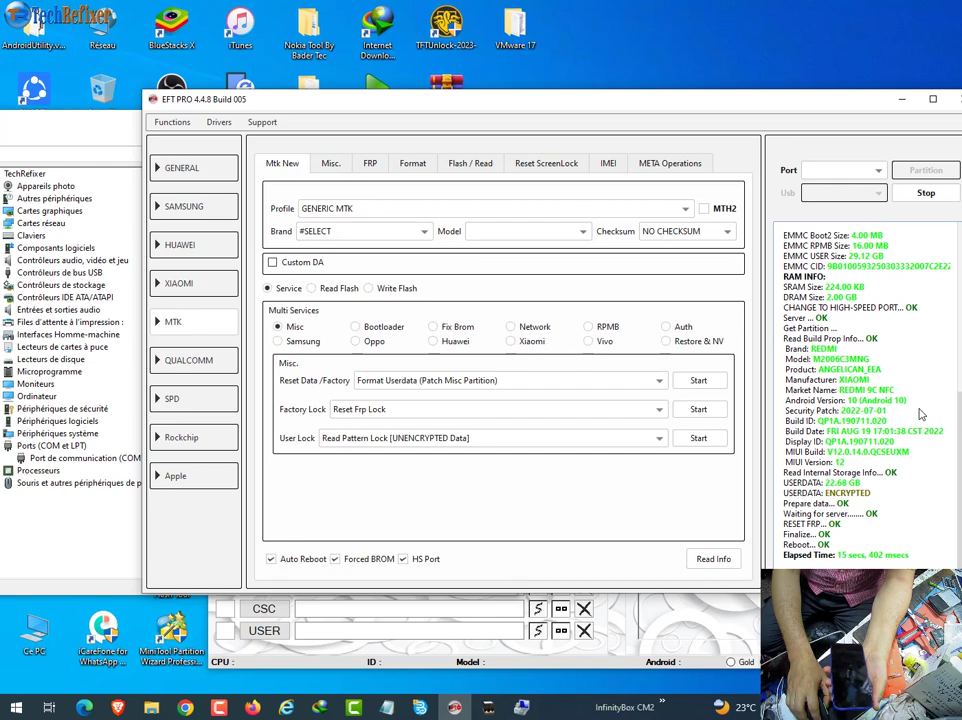 TechRefixer
AndroidUtility.v...
Reseau
BlueStacks X
iTunes
Nokia Tool By
Bader Tec
Internet
Downlo...
TFTUnlock-2023-
VMware 17
EFT PRO 4.4.8 Build 005
Functions
Drivers
Support
TechRefixer
Appareils photo
Autres périphériques
Cartes graphiques
Cartes réseau
Claviers
Composants logiciels
Contrôleurs audio, vidéo et jeu
Contrôleurs de bus USB
Contrôleurs de stockage
Contrôleurs IDE ATA/ATAPI
Entrées et sorties audio
Files d'attente à l'impression :
Interfaces Homme-machine
Lecteurs de cartes à puce
Lecteurs de disque
Microprogramme
Moniteurs
Ordinateur
Périphériques de sécurité
Périphériques logiciels
Périphériques système
Ports (COM et LPT)
Port de communication (COM
Processeurs
Souris et autres périphériques de p
GENERAL
SAMSUNG
HUAWEI
XIAOMI
MTK
QUALCOMM
SPD
Rockchip
Apple
Mtk New
Misc.
FRP
Format
Flash / Read
Reset ScreenLock
IMEI
META Operations
Profile GENERIC MTK MTH2
Brand #SELECT Model Checksum NO CHECKSUM
Custom DA
Service Read Flash Write Flash
Multi Services
Misc Bootloader Fix Brom Network RPMB Auth
Samsung Oppo Huawei Xiaomi Vivo Restore & NV
Misc.
Reset Data /Factory Format Userdata (Patch Misc Partition) Start
Factory Lock Reset Frp Lock Start
User Lock Read Pattern Lock [UNENCRYPTED Data] Start
Auto Reboot Forced BROM HS Port Read Info
Port Partition
Usb Stop
EMMC Boot2 Size: 4.00 MB
EMMC RPMB Size: 16.00 MB
EMMC USER Size: 29.12 GB
EMMC CID: 9B0100593250303332007C2E22
RAM INFO:
SRAM Size: 224.00 KB
DRAM Size: 2.00 GB
CHANGE TO HIGH-SPEED PORT... OK
Server ... OK
Get Partition ...
Read Build Prop Info... OK
Brand: REDMI
Model: M2006C3MNG
Product: ANGELICAN_EEA
Manufacturer: XIAOMI
Market Name: REDMI 9C NFC
Android Version: 10 (Android 10)
Security Patch: 2022-07-01
Build ID: QP1A.190711.020
Build Date: FRI AUG 19 17:01:38 CST 2022
Display ID: QP1A.190711.020
MIUI Build: V12.0.14.0.QCSEUXM
MIUI Version: 12
Read Internal Storage Info... OK
USERDATA: 22.68 GB
USERDATA: ENCRYPTED
Prepare data... OK
Waiting for server........ OK
RESET FRP... OK
Finalize... OK
Reboot... OK
Elapsed Time: 15 secs, 402 msecs
CSC
USER
CPU : ID : Model : Android : Gold
Ce PC
iCareFone for
WhatsApp ...
MiniTool Partition
Wizard Professi...
InfinityBox CM2
23°C